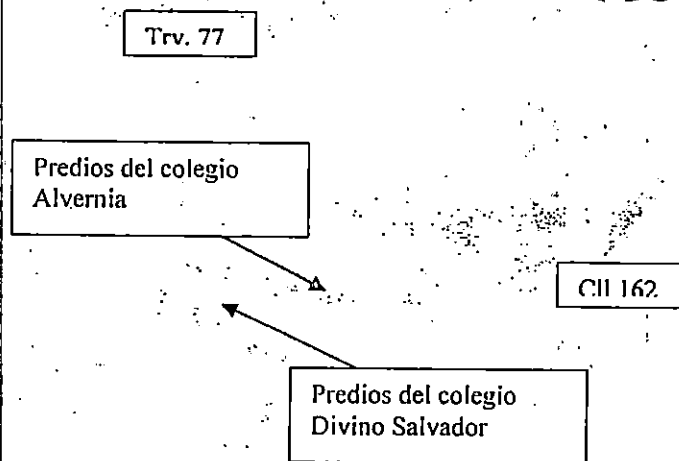 Trv. 77
Predios del colegio
Alvernia
Cll 162
Predios del colegio
Divino Salvador